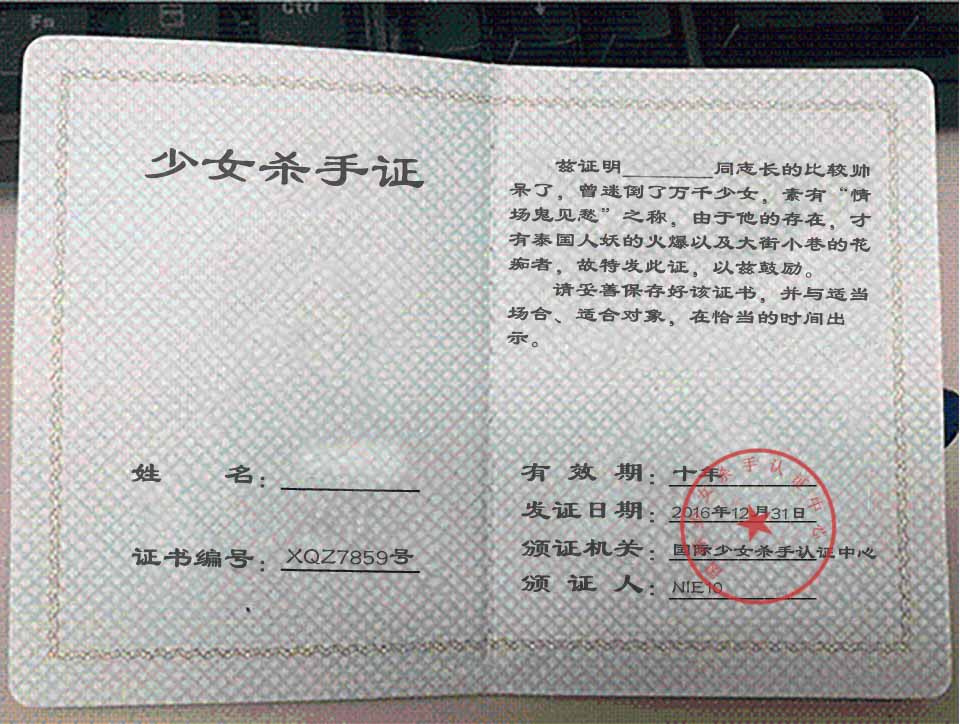 Fn
Ctrl
少女杀手证
姓 名：
证书编号：XQZ7859号
兹证明________同志长的比较帅
呆了，曾迷倒了万千少女，素有“情
场鬼见愁”之称，由于他的存在，才
有泰国人妖的火爆以及大街小巷的花
痴者，故特发此证，以兹鼓励。
请妥善保存好该证书，并与适当
场合、适合对象，在恰当的时间出
示。
有 效 期：十年
发证日期：2016年12月31日
颁证机关：国际少女杀手认证中心
颁 证 人：NIE10
国际少女杀手认证中心